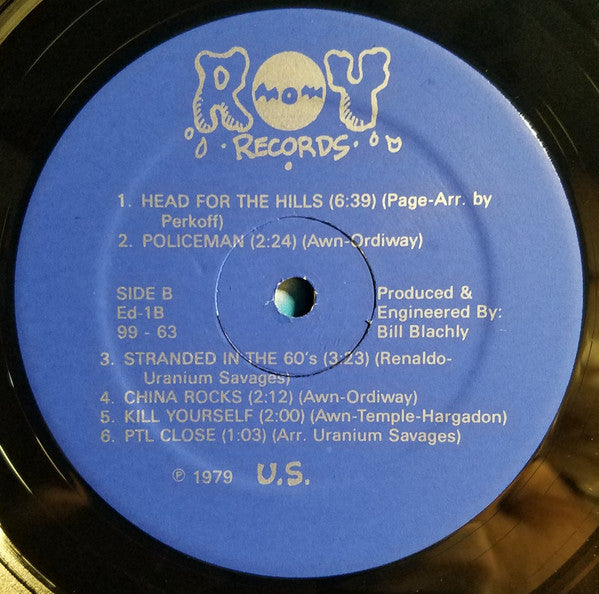 ROY
MOM
RECORDS
1. HEAD FOR THE HILLS (6:39) (Page-Arr. by
Perkoff)
2. POLICEMAN (2:24) (Awn-Ordiway)
SIDE B
Ed-1B
99 - 63
Produced &
Engineered By:
Bill Blachly
3. STRANDED IN THE 60's (3:23) (Renaldo-
Uranium Savages)
4. CHINA ROCKS (2:12) (Awn-Ordiway)
5. KILL YOURSELF (2:00) (Awn-Temple-Hargadon)
6. PTL CLOSE (1:03) (Arr. Uranium Savages)
℗ 1979 U.S.